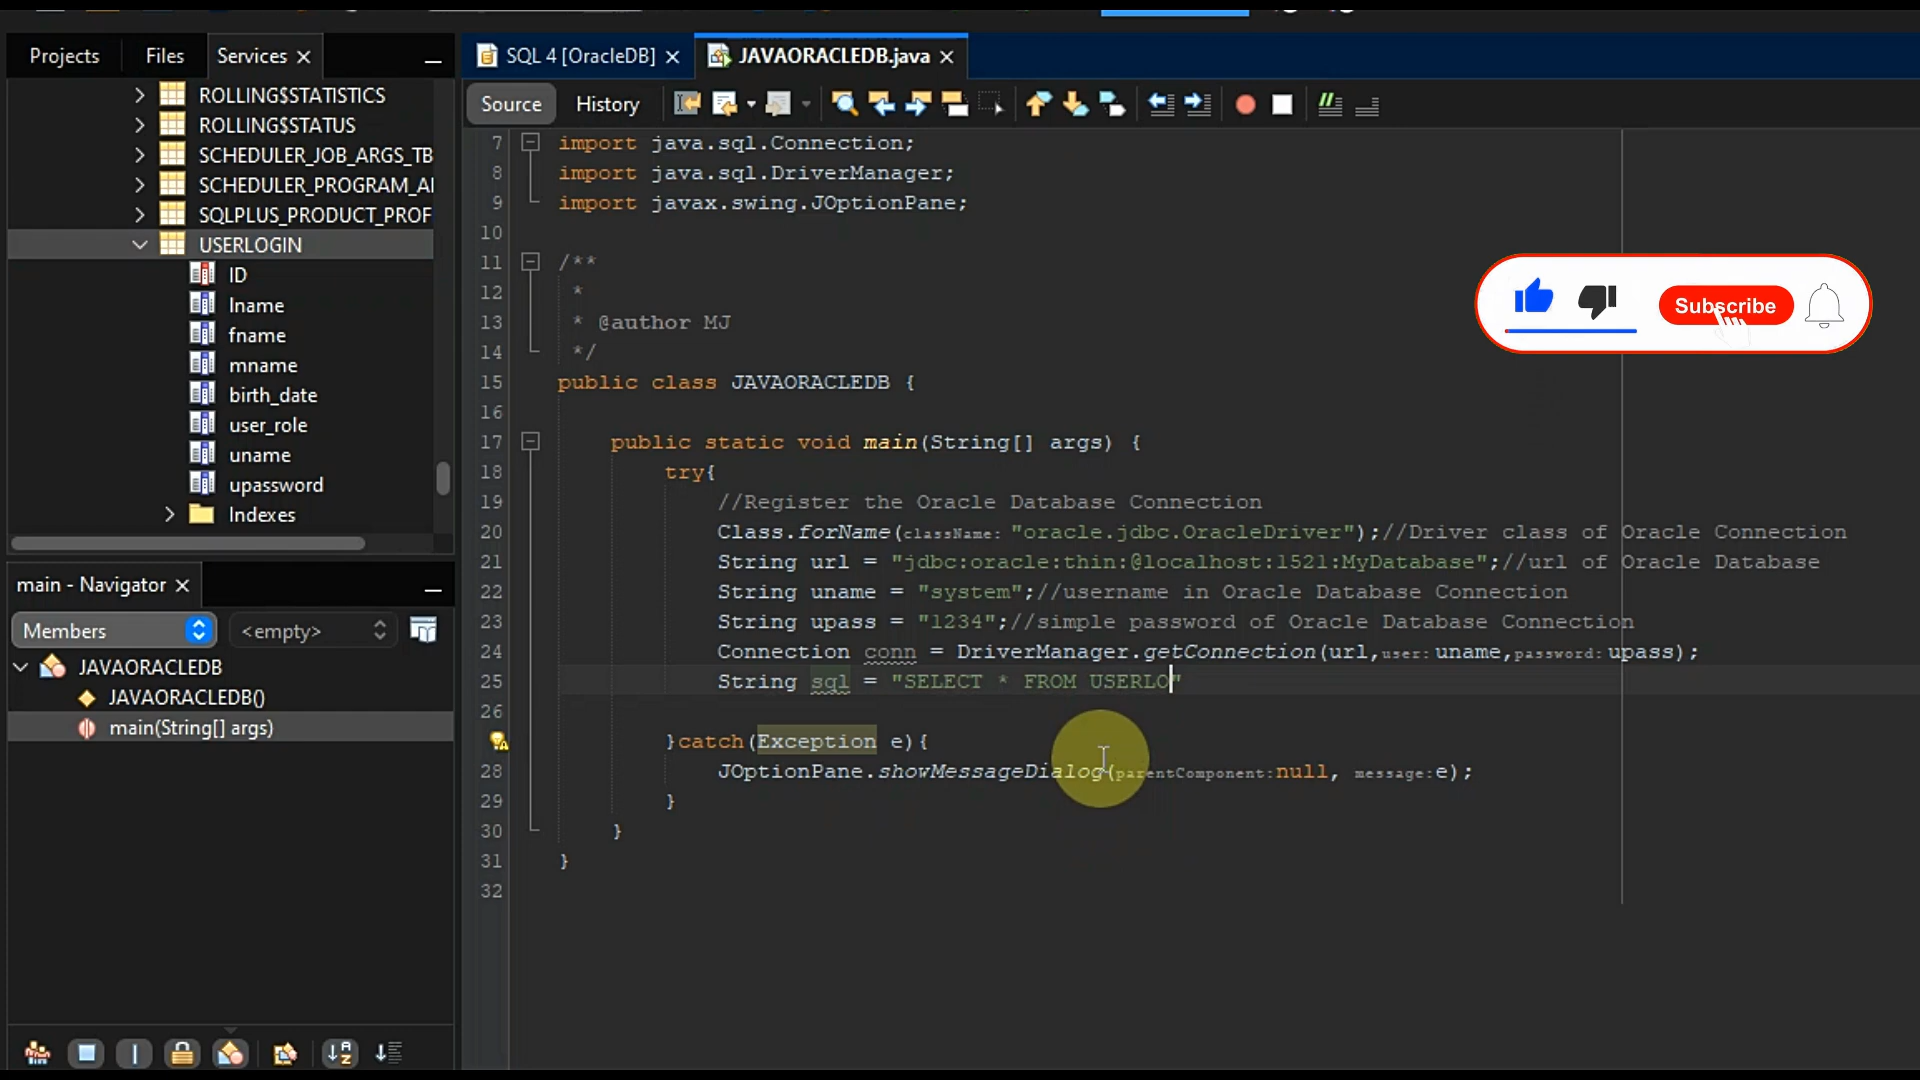 Projects
Files
Services
SQL 4 [OracleDB]
JAVAORACLEDB.java
Source
History
ROLLING$STATISTICS
ROLLING$STATUS
SCHEDULER_JOB_ARGS_TB
SCHEDULER_PROGRAM_A
SQLPLUS_PRODUCT_PROF
USERLOGIN
ID
lname
fname
mname
birth_date
user_role
uname
upassword
Indexes
main - Navigator
Members
<empty>
JAVAORACLEDB
JAVAORACLEDB()
main(String[] args)
7 import java.sql.Connection;
8 import java.sql.DriverManager;
9 import javax.swing.JOptionPane;
10
11 /**
12 *
13 * @author MJ
14 */
15 public class JAVAORACLEDB {
16
17 public static void main(String[] args) {
18 try{
19 //Register the Oracle Database Connection
20 Class.forName(className: "oracle.jdbc.OracleDriver");//Driver class of Oracle Connection
21 String url = "jdbc:oracle:thin:@localhost:1521:MyDatabase";//url of Oracle Database
22 String uname = "system";//username in Oracle Database Connection
23 String upass = "1234";//simple password of Oracle Database Connection
24 Connection conn = DriverManager.getConnection(url,user:uname,password:upass);
25 String sql = "SELECT * FROM USERLO"
26
}catch(Exception e){
28 JOptionPane.showMessageDialog(parentComponent:null, message:e);
29 }
30 }
31 }
32
Subscribe